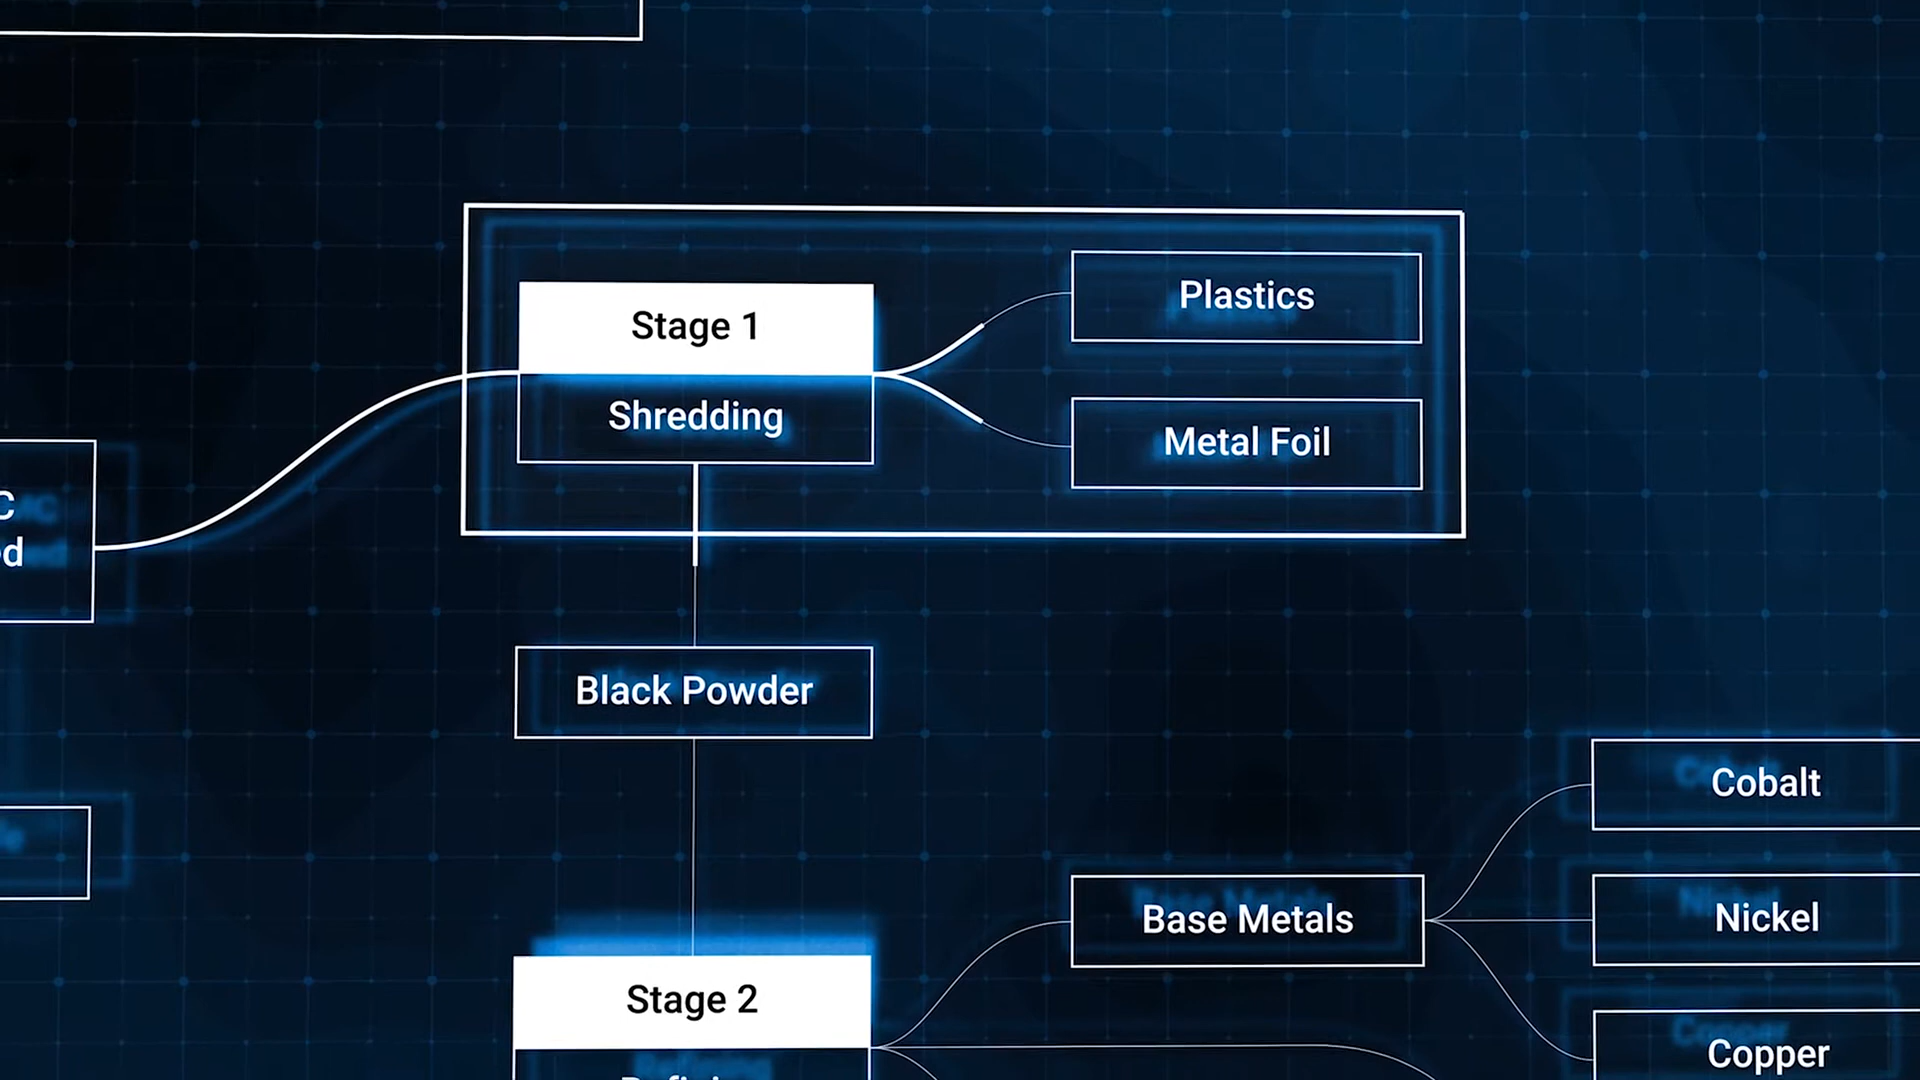 Stage 1
Shredding
Plastics
Metal Foil
Black Powder
Cobalt
Base Metals
Nickel
Stage 2
Copper